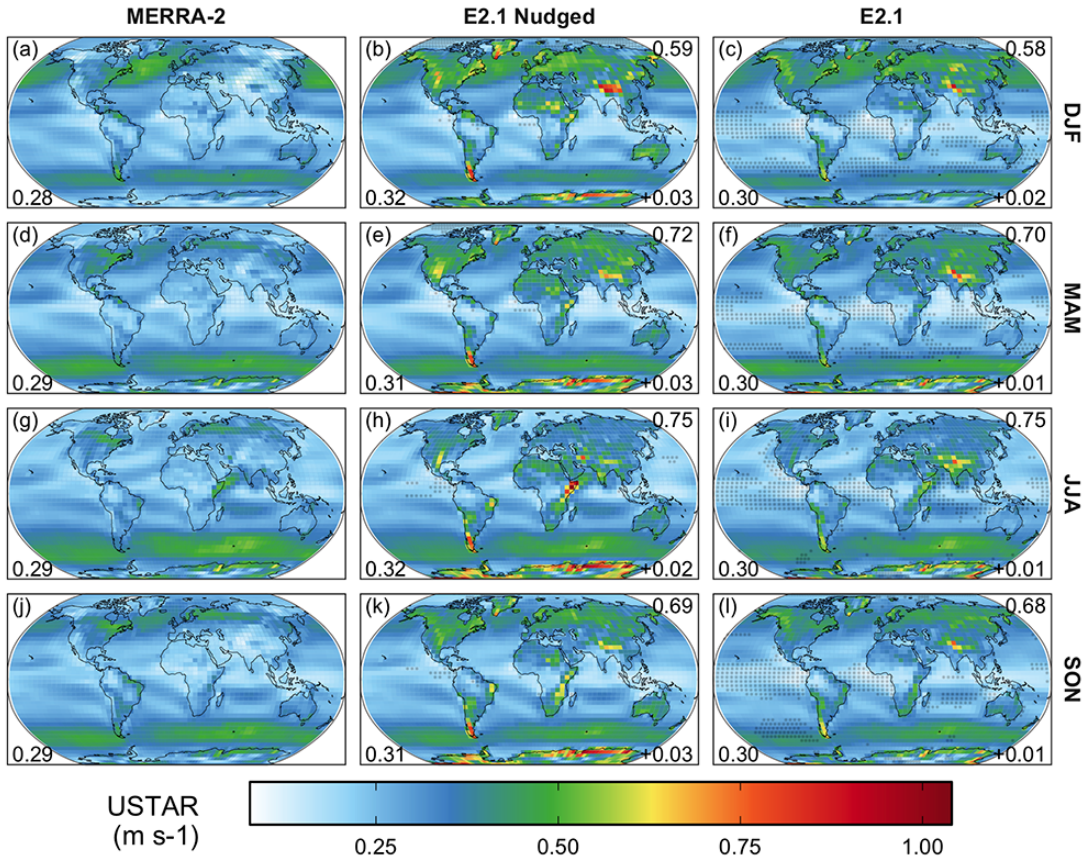 MERRA-2 E2.1 Nudged E2.1
(a) (b) 0.59 (c) 0.58
DJF
0.28 0.32 +0.03 0.30 +0.02
(d) (e) 0.72 (f) 0.70
MAM
0.29 0.31 +0.03 0.30 +0.01
(g) (h) 0.75 (i) 0.75
JJA
0.29 0.32 +0.02 0.30 +0.01
(j) (k) 0.69 (l) 0.68
SON
0.29 0.31 +0.03 0.30 +0.01
USTAR
(m s-1)
0.25 0.50 0.75 1.00